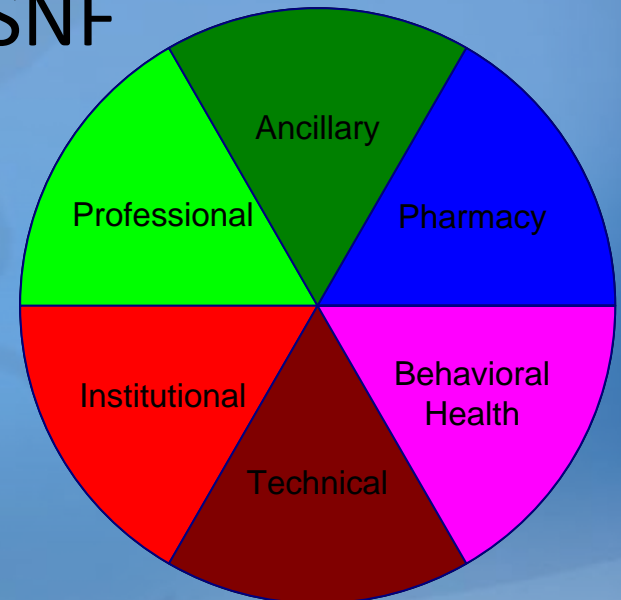 SNF
Ancillary
Professional
Pharmacy
Behavioral
Health
Institutional
Technical